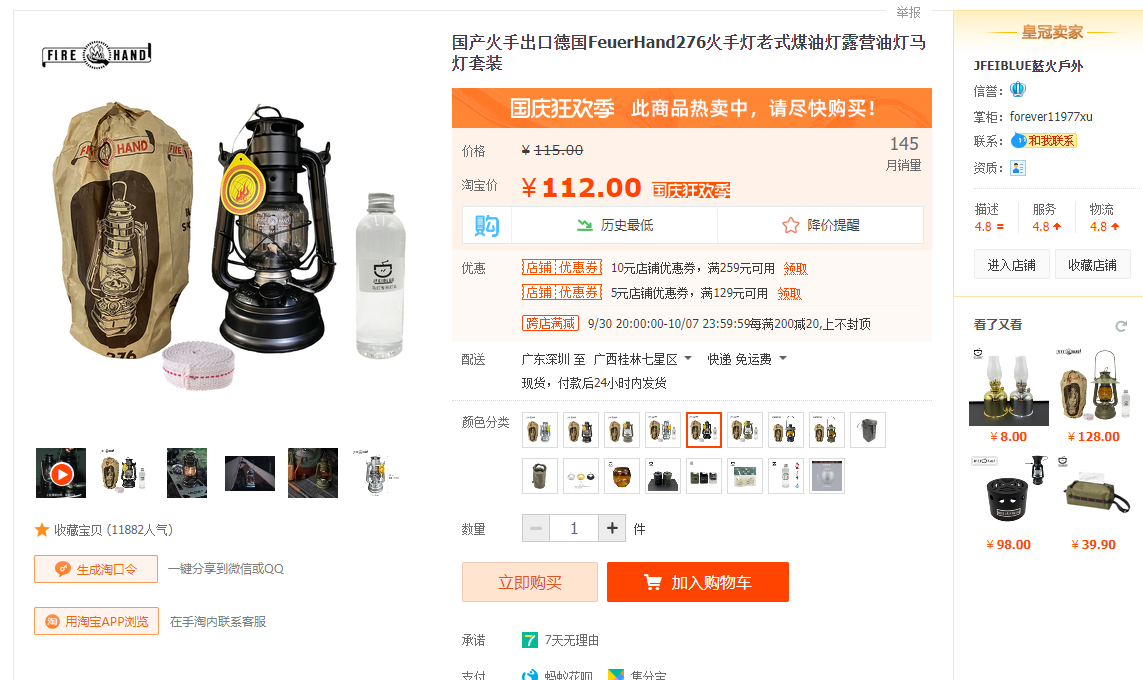 举报
FIRE HAND
FIRE HAND
FIRE
276
JFEIBLUE
国产火手出口德国FeuerHand276火手灯老式煤油灯露营油灯马
灯套装
国庆狂欢季 此商品热卖中，请尽快购买！
价格
¥ 115.00
145
月销量
淘宝价
¥ 112.00 国庆狂欢季
购
历史最低
降价提醒
优惠
店铺 优惠券 10元店铺优惠券，满259元可用 领取
店铺 优惠券 5元店铺优惠券，满129元可用 领取
跨店满减 9/30 20:00:00-10/07 23:59:59每满200减20,上不封顶
配送
广东深圳 至 广西桂林七星区 快递 免运费
现货，付款后24小时内发货
颜色分类
数量
1
件
立即购买
加入购物车
承诺
7 7天无理由
支付
蚂蚁花呗 集分宝
收藏宝贝 (11882人气)
生成淘口令 一键分享到微信或QQ
淘 用淘宝APP浏览 在手淘内联系客服
皇冠卖家
JFEIBLUE藍火戶外
信誉：
掌柜： forever11977xu
联系： 和我联系
资质：
描述 服务 物流
4.8 = 4.8 4.8
进入店铺 收藏店铺
看了又看
¥ 8.00 ¥ 128.00
¥ 98.00 ¥ 39.90